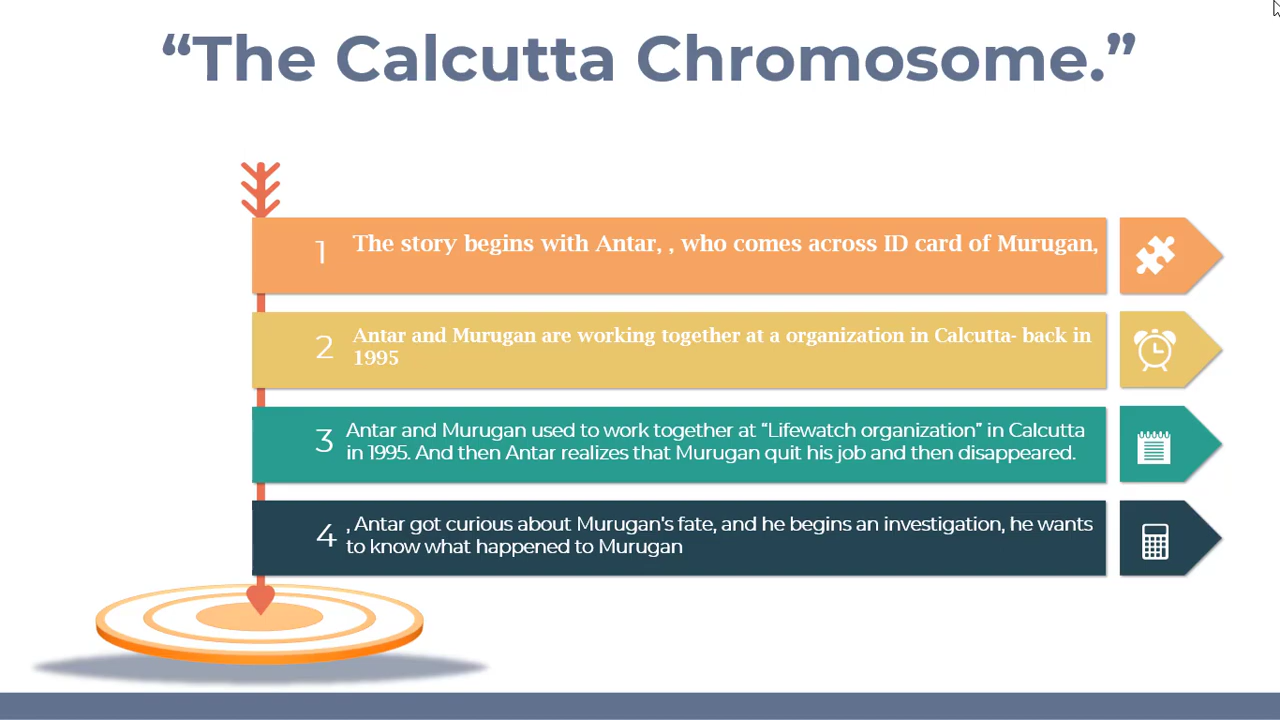 “The Calcutta Chromosome.”
1
The story begins with Antar, , who comes across ID card of Murugan,
2
Antar and Murugan are working together at a organization in Calcutta- back in
1995
3
Antar and Murugan used to work together at “Lifewatch organization” in Calcutta
in 1995. And then Antar realizes that Murugan quit his job and then disappeared.
4
, Antar got curious about Murugan's fate, and he begins an investigation, he wants
to know what happened to Murugan